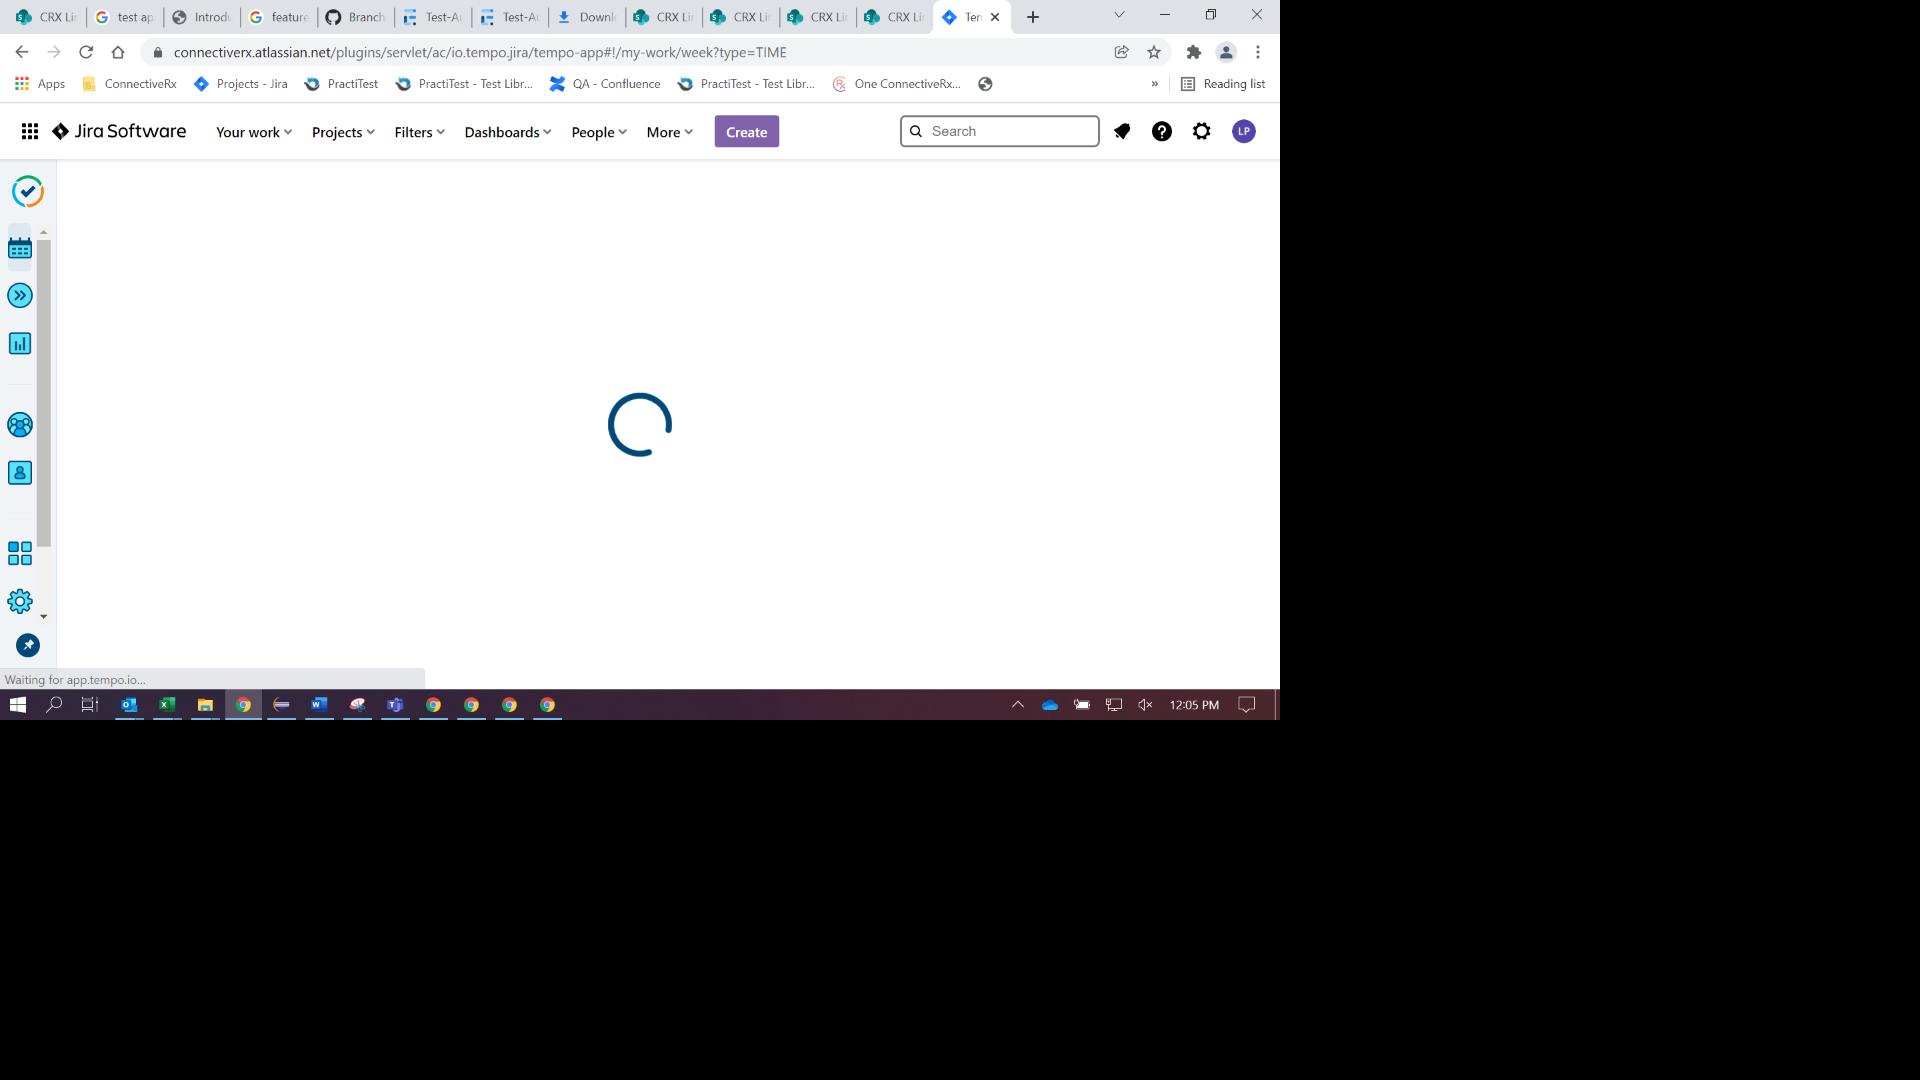 CRX Li test ap Introdu feature Branch Test-Au Test-Au Downl CRX Li CRX Li CRX Li CRX Li Tem
connectiverx.atlassian.net/plugins/servlet/ac/io.tempo.jira/tempo-app#!/my-work/week?type=TIME
Apps ConnectiveRx Projects - Jira PractiTest PractiTest - Test Libr... QA - Confluence PractiTest - Test Libr... One ConnectiveRx... » Reading list
Jira Software Your work Projects Filters Dashboards People More Create Search LP
Waiting for app.tempo.io...
12:05 PM